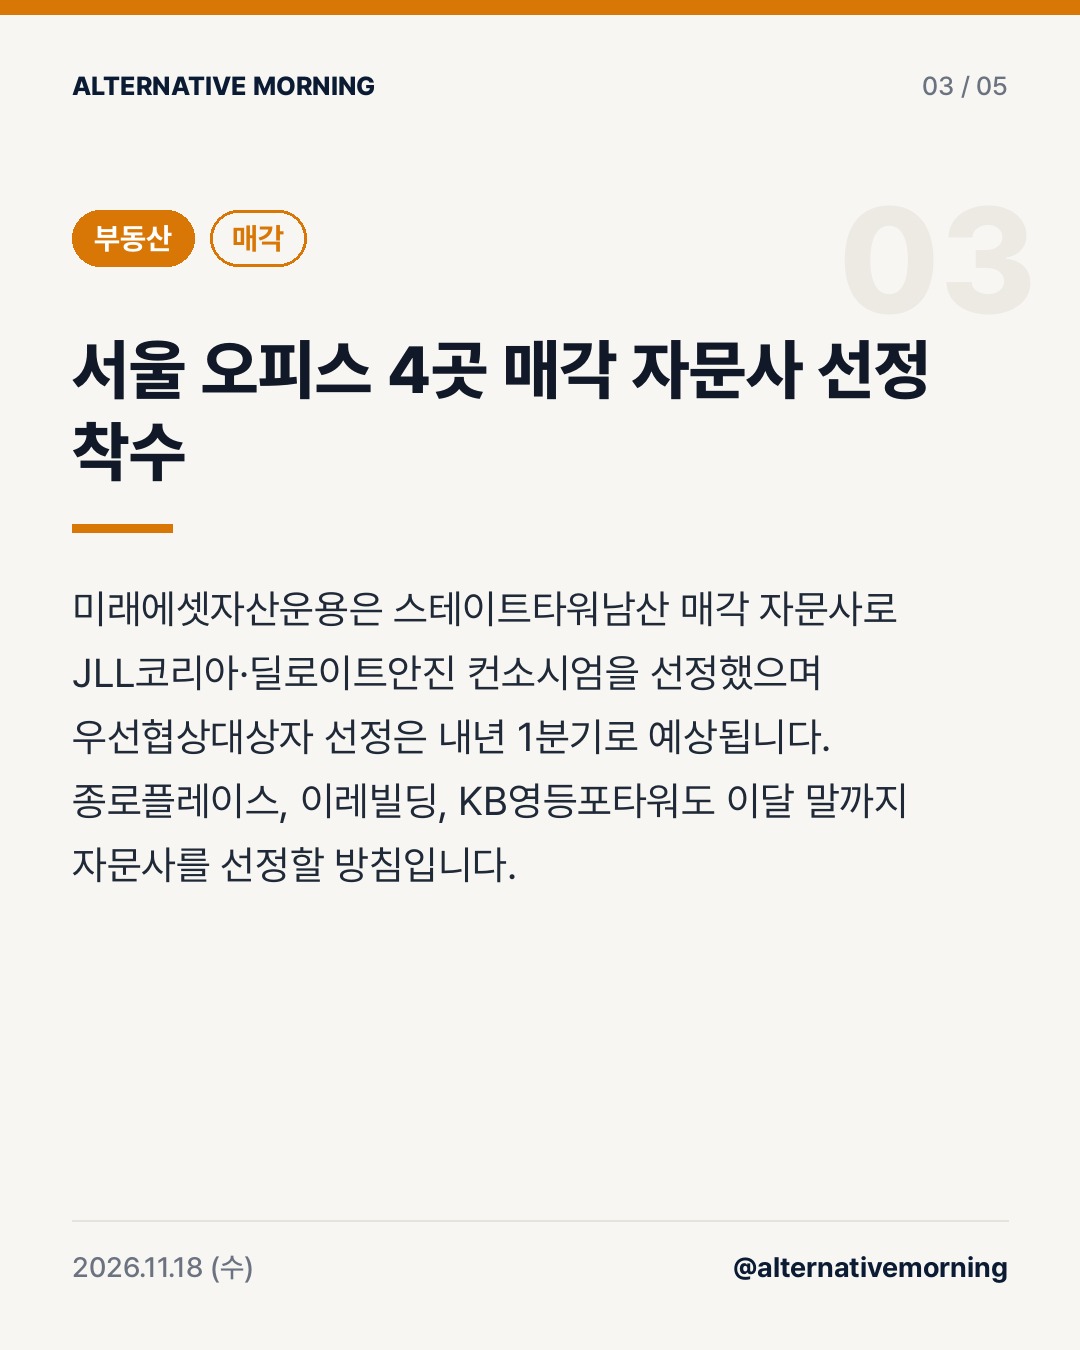 ALTERNATIVE MORNING
03 / 05
부동산
매각
03
서울 오피스 4곳 매각 자문사 선정
착수
미래에셋자산운용은 스테이트타워남산 매각 자문사로
JLL코리아·딜로이트안진 컨소시엄을 선정했으며
우선협상대상자 선정은 내년 1분기로 예상됩니다.
종로플레이스, 이레빌딩, KB영등포타워도 이달 말까지
자문사를 선정할 방침입니다.
2026.11.18 (수)
@alternativemorning